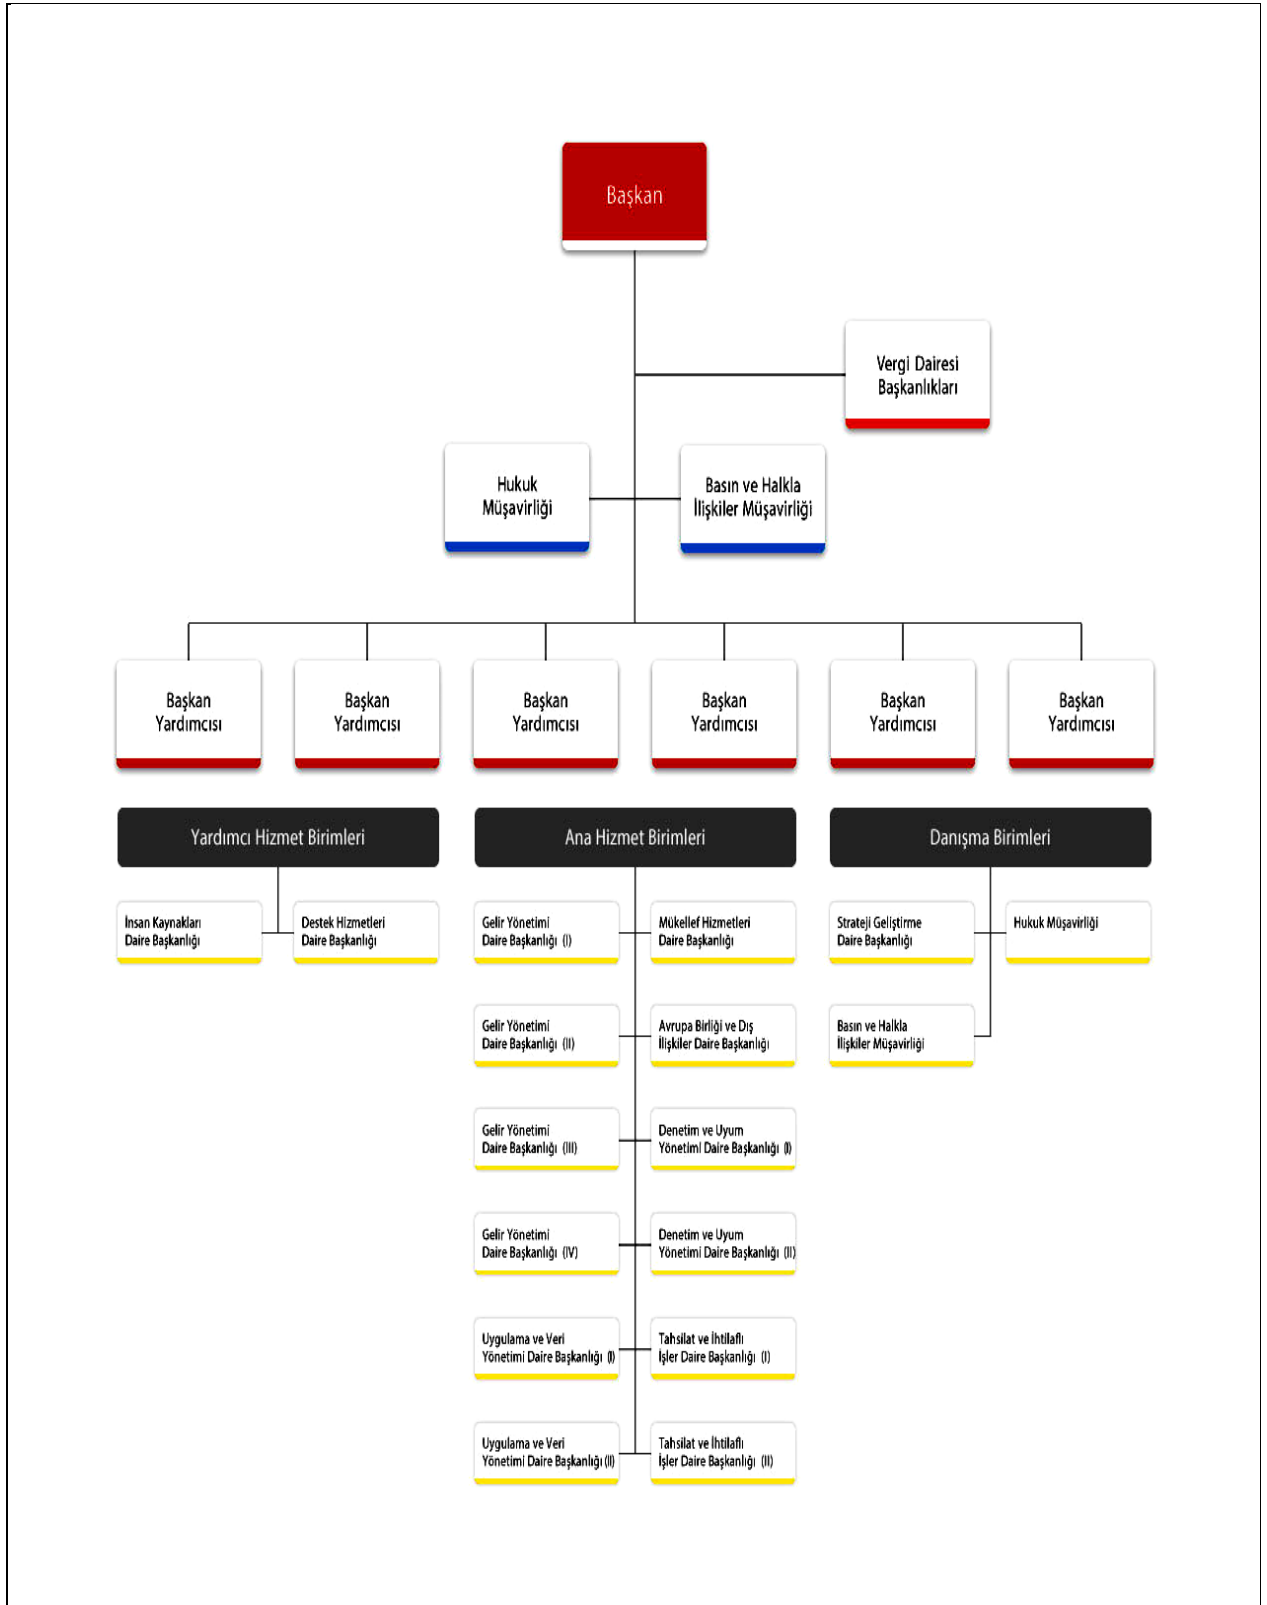 Başkan
Vergi Dairesi
Başkanlıkları
Hukuk
Müşavirliği
Basın ve Halkla
İlişkiler Müşavirliği
Başkan
Yardımcısı
Başkan
Yardımcısı
Başkan
Yardımcısı
Başkan
Yardımcısı
Başkan
Yardımcısı
Başkan
Yardımcısı
Yardımcı Hizmet Birimleri
İnsan Kaynakları
Daire Başkanlığı
Destek Hizmetleri
Daire Başkanlığı
Ana Hizmet Birimleri
Gelir Yönetimi
Daire Başkanlığı (I)
Mükellef Hizmetleri
Daire Başkanlığı
Gelir Yönetimi
Daire Başkanlığı (II)
Avrupa Birliği ve Dış
İlişkiler Daire Başkanlığı
Gelir Yönetimi
Daire Başkanlığı (III)
Denetim ve Uyum
Yönetimi Daire Başkanlığı (I)
Gelir Yönetimi
Daire Başkanlığı (IV)
Denetim ve Uyum
Yönetimi Daire Başkanlığı (II)
Uygulama ve Veri
Yönetimi Daire Başkanlığı (I)
Tahsilat ve İhtilaflı
İşler Daire Başkanlığı (I)
Uygulama ve Veri
Yönetimi Daire Başkanlığı (II)
Tahsilat ve İhtilaflı
İşler Daire Başkanlığı (II)
Danışma Birimleri
Strateji Geliştirme
Daire Başkanlığı
Hukuk Müşavirliği
Basın ve Halkla
İlişkiler Müşavirliği